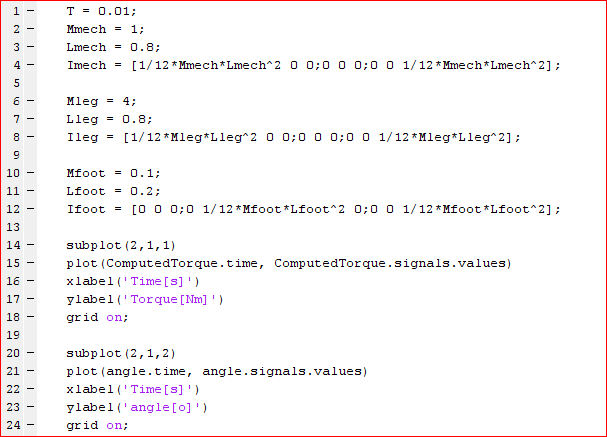 1 – T = 0.01;
2 – Mmech = 1;
3 – Lmech = 0.8;
4 – Imech = [1/12*Mmech*Lmech^2 0 0;0 0 0;0 0 1/12*Mmech*Lmech^2];
5
6 – Mleg = 4;
7 – Lleg = 0.8;
8 – Ileg = [1/12*Mleg*Lleg^2 0 0;0 0 0;0 0 1/12*Mleg*Lleg^2];
9
10 – Mfoot = 0.1;
11 – Lfoot = 0.2;
12 – Ifoot = [0 0 0;0 1/12*Mfoot*Lfoot^2 0;0 0 1/12*Mfoot*Lfoot^2];
13
14 – subplot(2,1,1)
15 – plot(ComputedTorque.time, ComputedTorque.signals.values)
16 – xlabel('Time[s]')
17 – ylabel('Torque[Nm]')
18 – grid on;
19
20 – subplot(2,1,2)
21 – plot(angle.time, angle.signals.values)
22 – xlabel('Time[s]')
23 – ylabel('angle[o]')
24 – grid on;